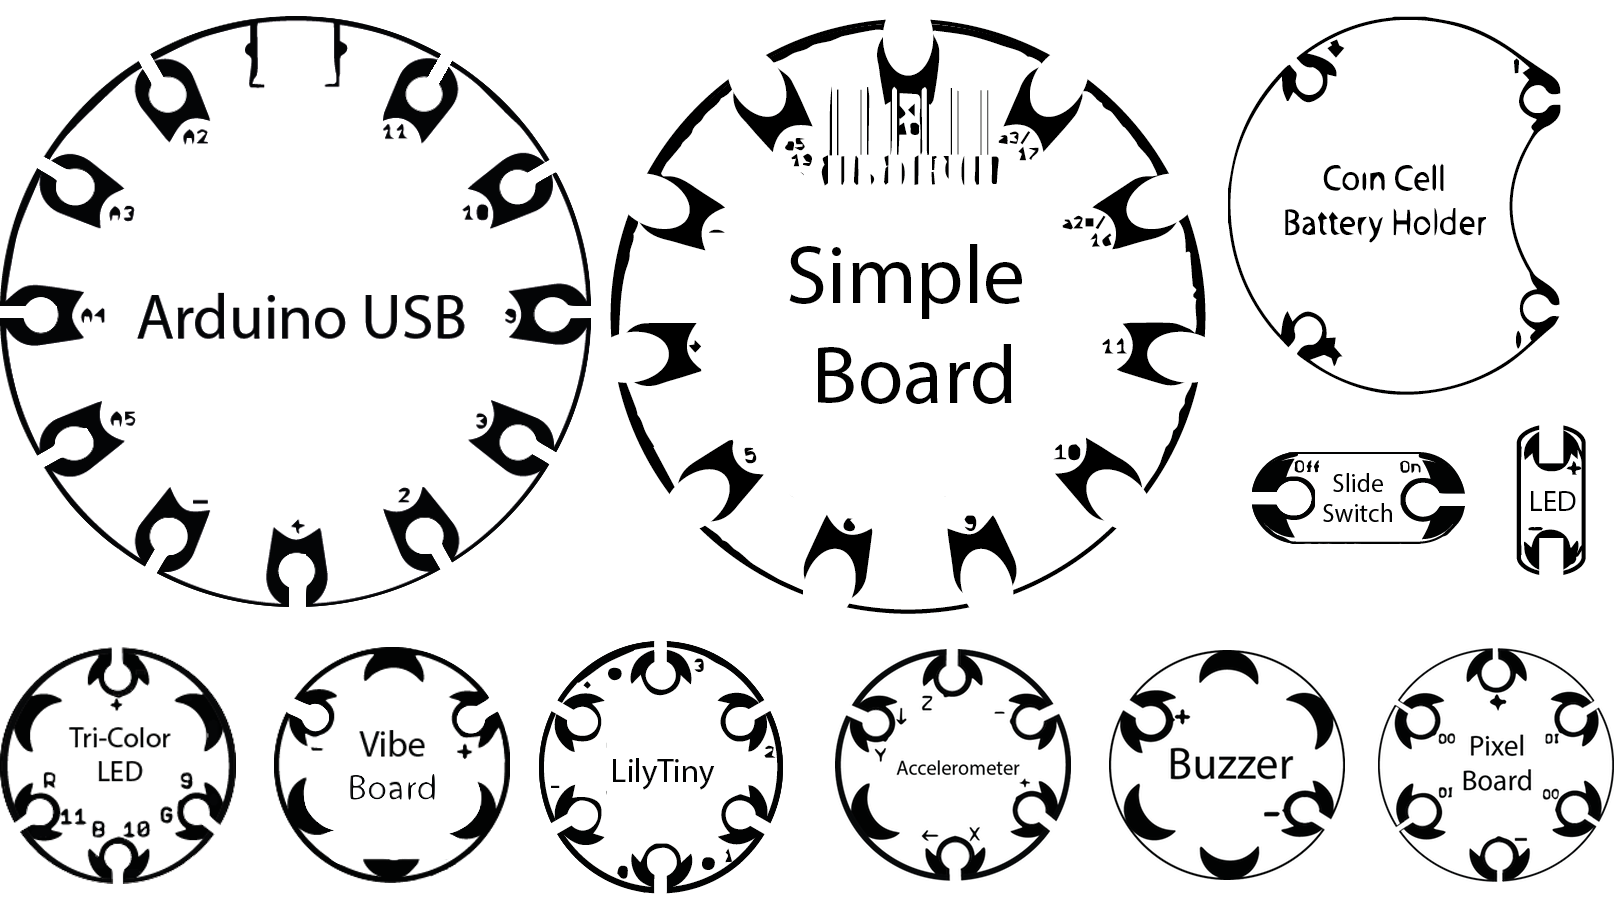 A2
11
A3
10
A4
9
A5
3
-
2
+
Arduino USB
a5
19
a3/
17
-
a2
16
+
11
5
10
6
9
Simple
Board
Coin Cell
Battery Holder
Off
On
Slide
Switch
+
LED
-
+
Tri-Color
LED
R
9
11
G
B
10
Vibe
Board
-
+
3
2
LilyTiny
-
0
1
Z
-
↓
Y
Accelerometer
+
←
X
+
Buzzer
-
+
DO
DI
Pixel
Board
DI
DO
-